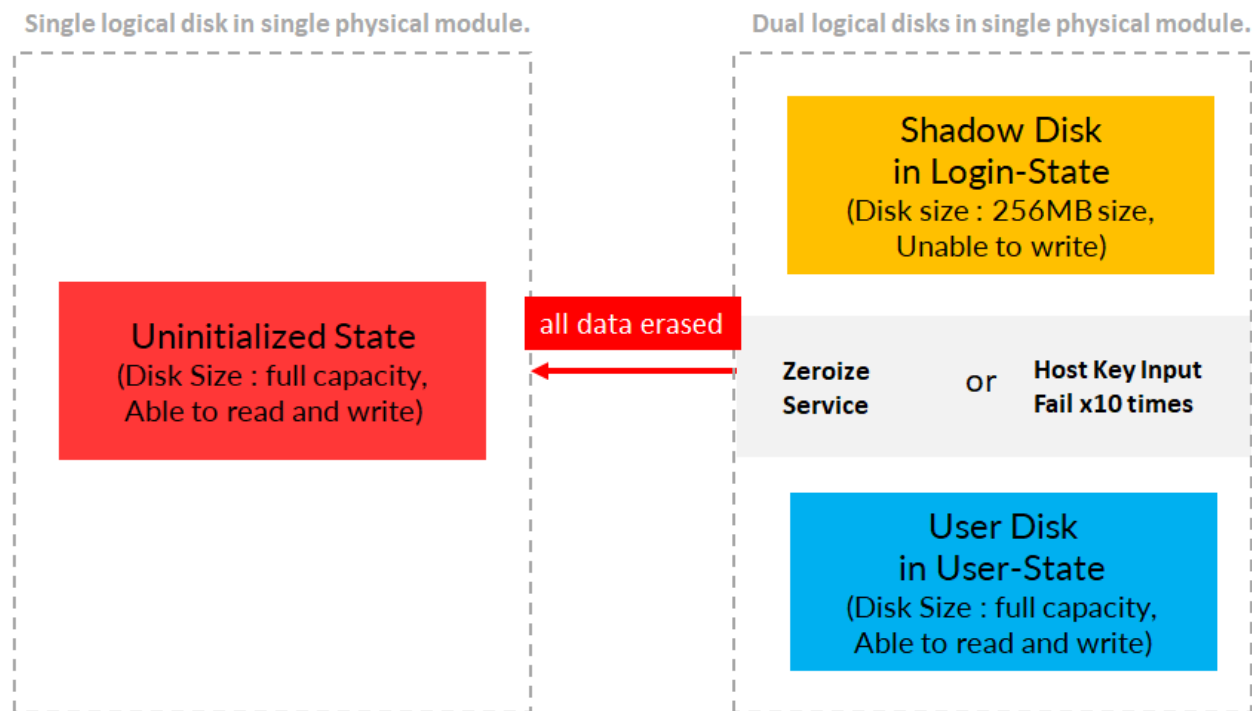 Single logical disk in single physical module.
Dual logical disks in single physical module.
Shadow Disk
in Login-State
(Disk size : 256MB size,
Unable to write)
Uninitialized State
(Disk Size : full capacity,
Able to read and write)
all data erased
Zeroize
Service
or
Host Key Input
Fail x10 times
User Disk
in User-State
(Disk Size : full capacity,
Able to read and write)